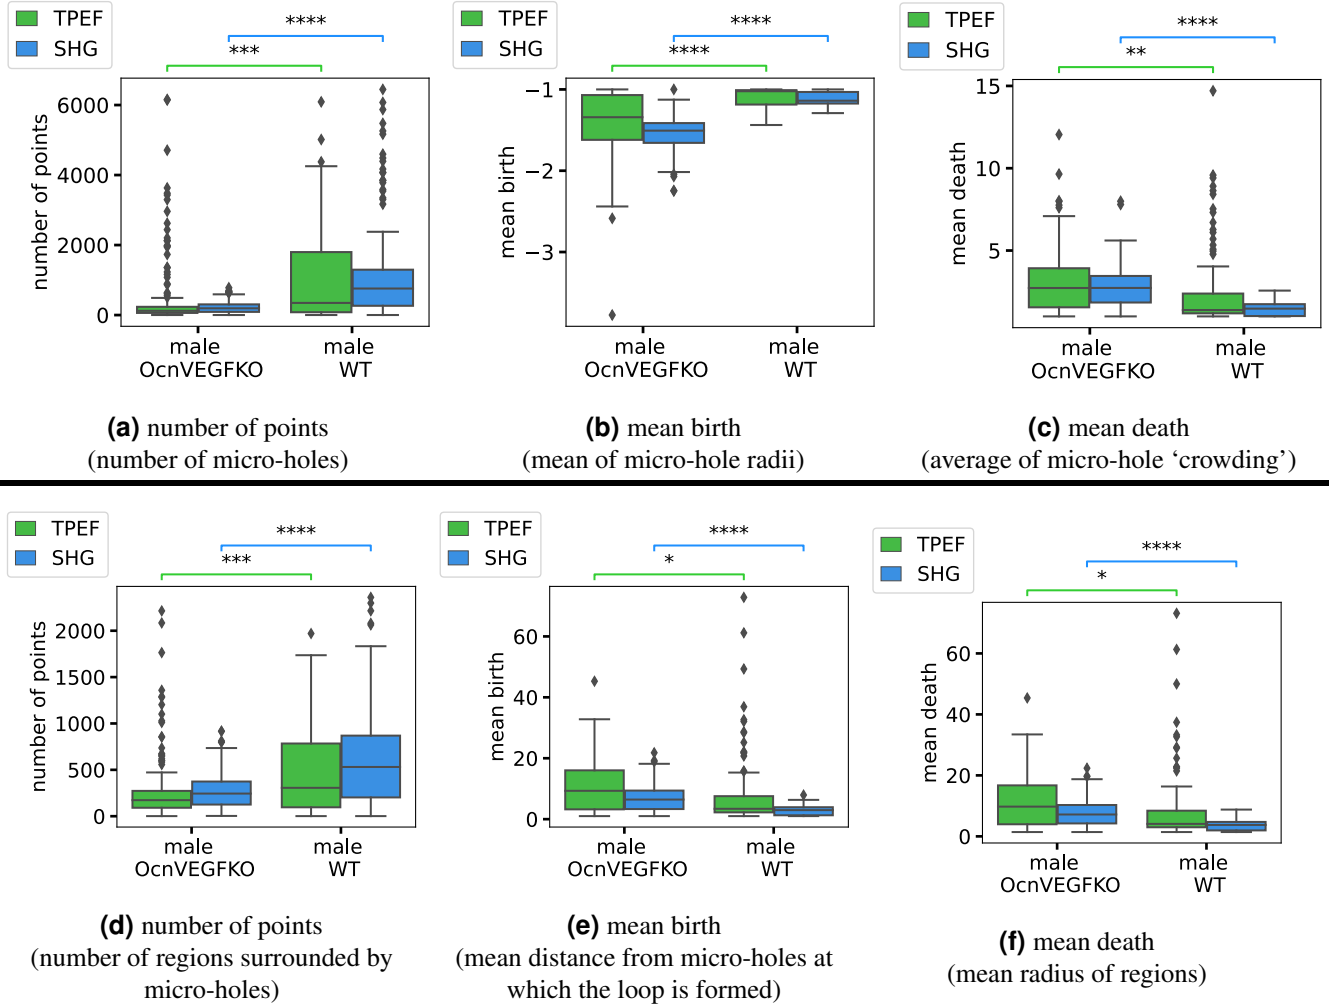 TPEF
SHG
****
***
number of points
6000
4000
2000
0
male
OcnVEGFKO
male
WT
(a) number of points
(number of micro-holes)
TPEF
SHG
****
****
mean birth
−1
−2
−3
male
OcnVEGFKO
male
WT
(b) mean birth
(mean of micro-hole radii)
TPEF
SHG
****
**
mean death
15
10
5
male
OcnVEGFKO
male
WT
(c) mean death
(average of micro-hole ‘crowding’)
TPEF
SHG
****
***
number of points
2000
1500
1000
500
0
male
OcnVEGFKO
male
WT
(d) number of points
(number of regions surrounded by
micro-holes)
TPEF
SHG
****
*
mean birth
60
40
20
0
male
OcnVEGFKO
male
WT
(e) mean birth
(mean distance from micro-holes at
which the loop is formed)
TPEF
SHG
****
*
mean death
60
40
20
0
male
OcnVEGFKO
male
WT
(f) mean death
(mean radius of regions)